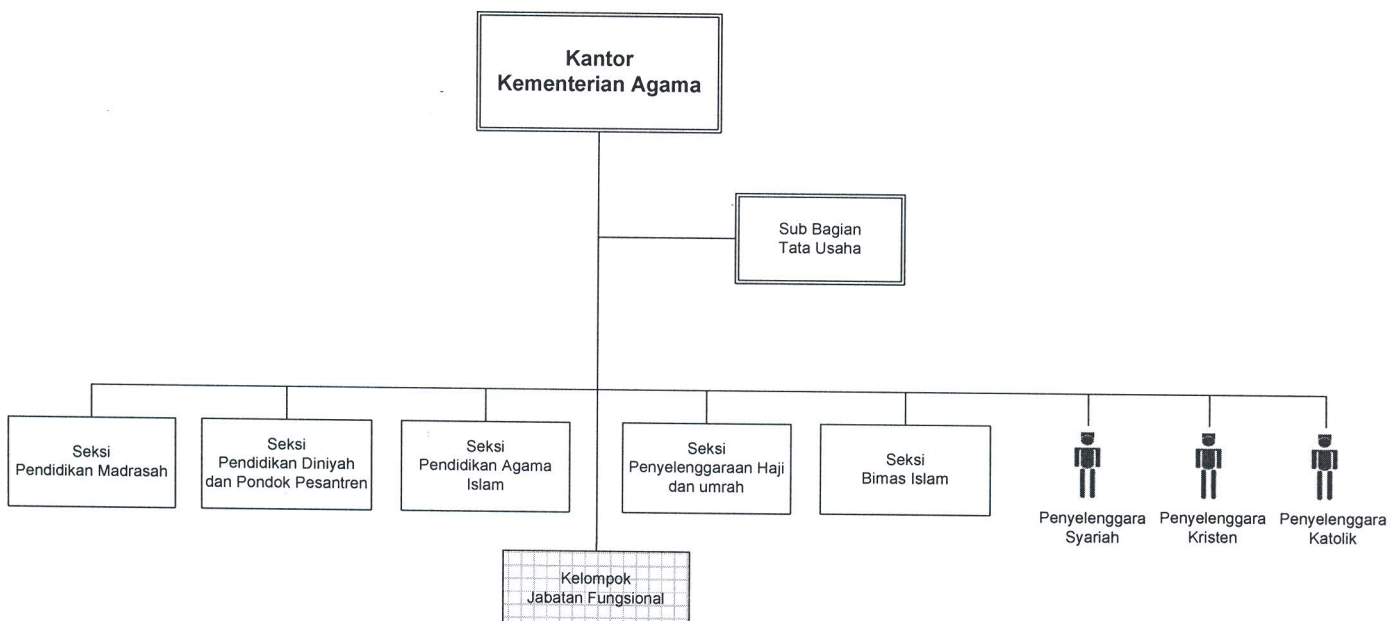 Kantor
Kementerian Agama
Sub Bagian
Tata Usaha
Seksi
Pendidikan Madrasah
Seksi
Pendidikan Diniyah
dan Pondok Pesantren
Seksi
Pendidikan Agama
Islam
Seksi
Penyelenggaraan Haji
dan umrah
Seksi
Bimas Islam
Penyelenggara
Syariah
Penyelenggara
Kristen
Penyelenggara
Katolik
Kelompok
Jabatan Fungsional